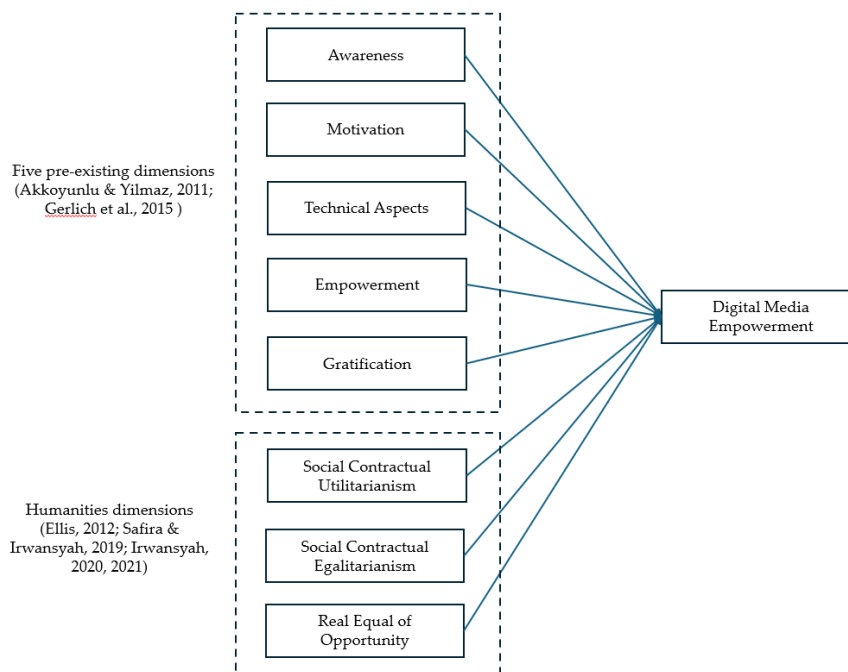 Five pre-existing dimensions
(Akkoyunlu & Yilmaz, 2011;
Gerlich et al., 2015 )
Awareness
Motivation
Technical Aspects
Empowerment
Gratification
Humanities dimensions
(Ellis, 2012; Safira &
Irwansyah, 2019; Irwansyah,
2020, 2021)
Social Contractual
Utilitarianism
Social Contractual
Egalitarianism
Real Equal of
Opportunity
Digital Media
Empowerment